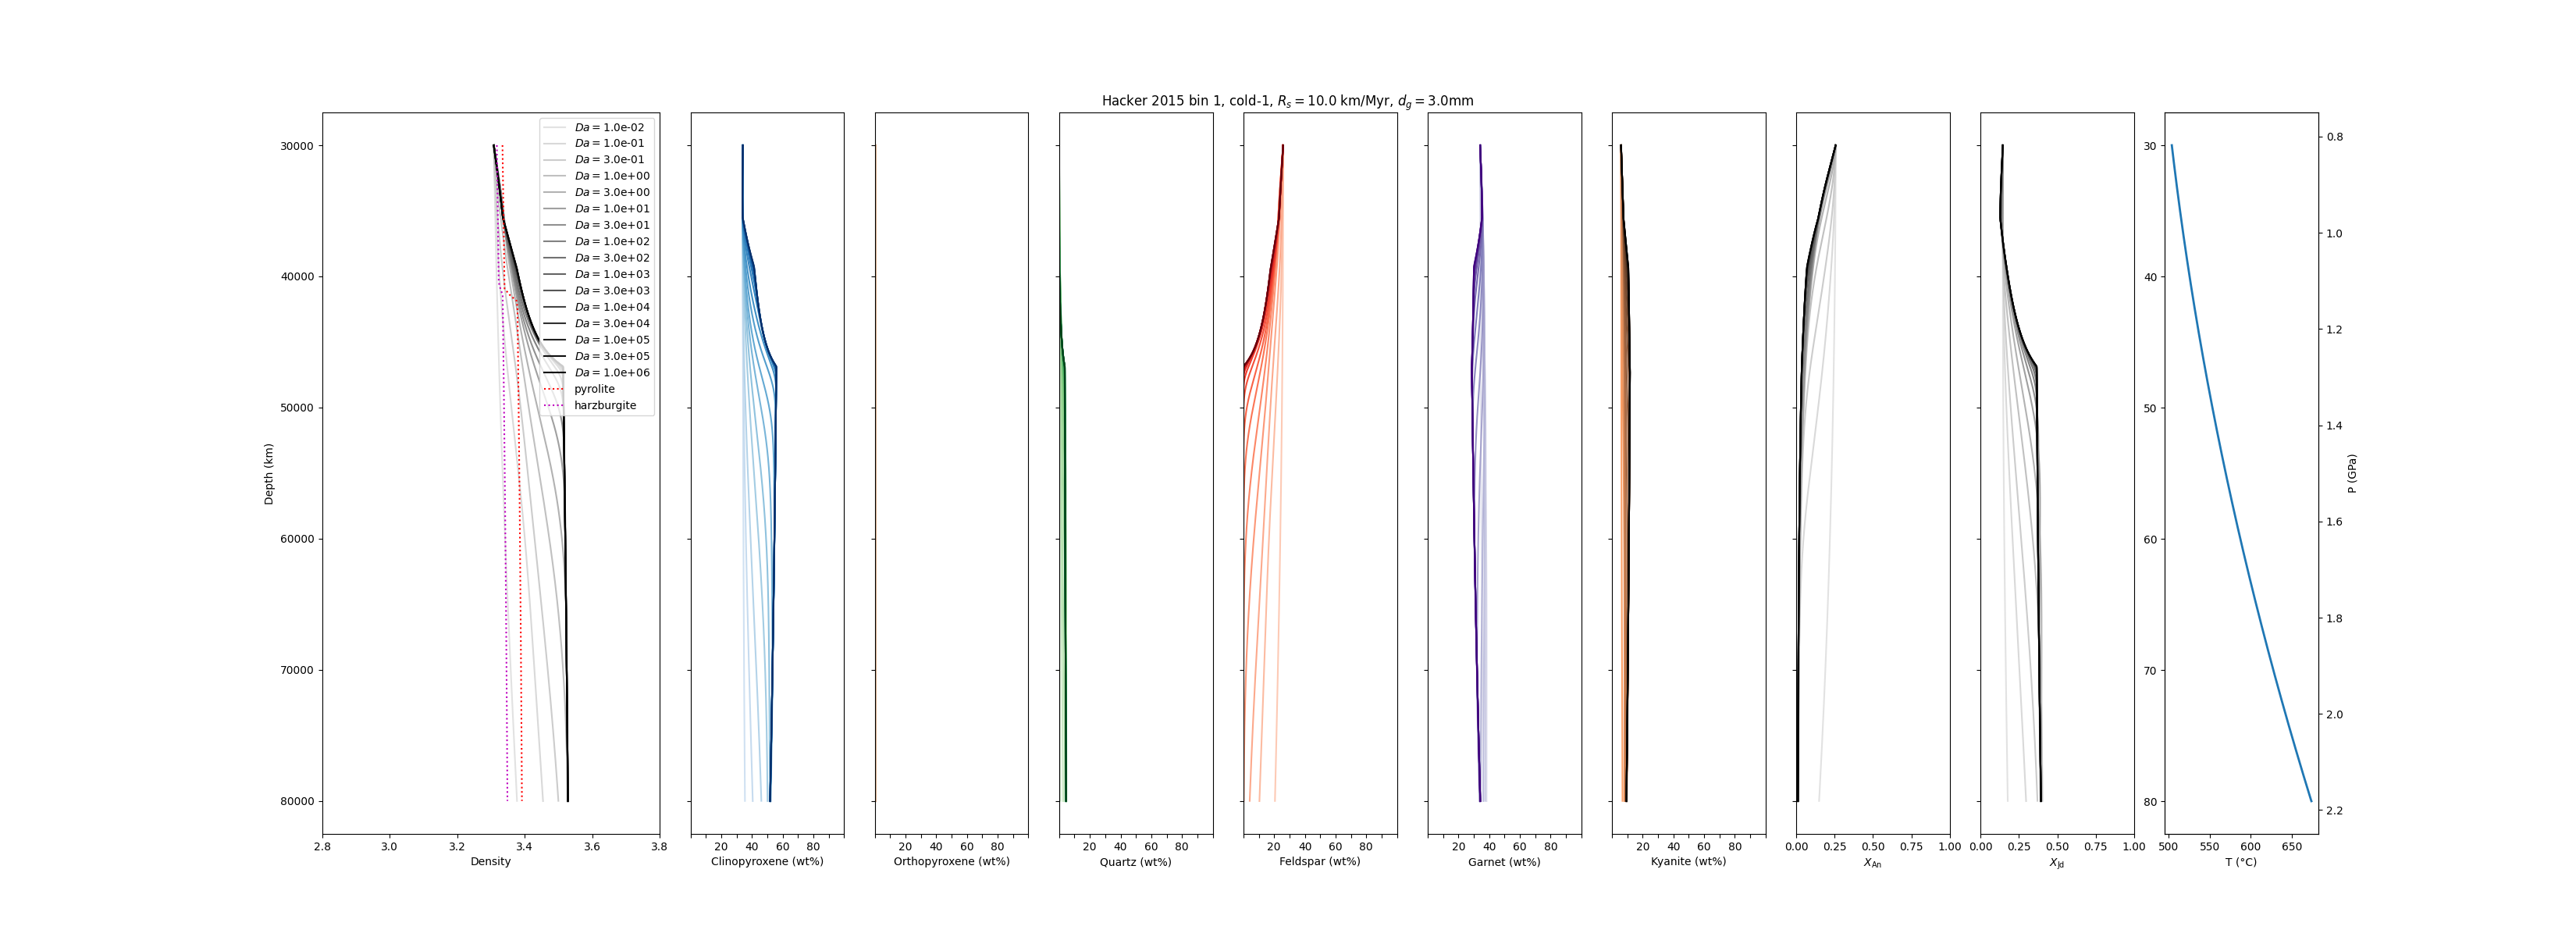 Hacker 2015 bin 1, cold-1, Rs = 10.0 km/Myr, dg = 3.0mm
Da = 1.0e-02
Da = 1.0e-01
Da = 3.0e-01
Da = 1.0e+00
Da = 3.0e+00
Da = 1.0e+01
Da = 3.0e+01
Da = 1.0e+02
Da = 3.0e+02
Da = 1.0e+03
Da = 3.0e+03
Da = 1.0e+04
Da = 3.0e+04
Da = 1.0e+05
Da = 3.0e+05
Da = 1.0e+06
pyrolite
harzburgite
Depth (km)
30000
40000
50000
60000
70000
80000
2.8 3.0 3.2 3.4 3.6 3.8
Density
20 40 60 80
Clinopyroxene (wt%)
20 40 60 80
Orthopyroxene (wt%)
20 40 60 80
Quartz (wt%)
20 40 60 80
Feldspar (wt%)
20 40 60 80
Garnet (wt%)
20 40 60 80
Kyanite (wt%)
0.00 0.25 0.50 0.75 1.00
XAn
0.00 0.25 0.50 0.75 1.00
XJd
30
40
50
60
70
80
500 550 600 650
T (°C)
0.8
1.0
1.2
1.4
1.6
1.8
2.0
2.2
P (GPa)